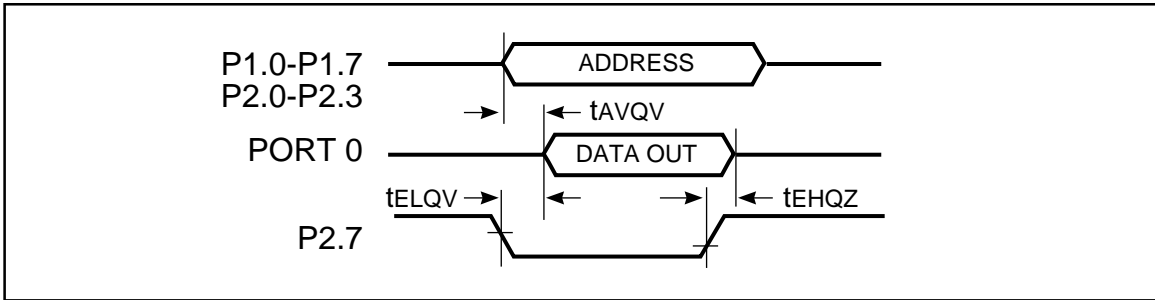 P1.0-P1.7
ADDRESS
P2.0-P2.3
tAVQV
PORT 0
DATA OUT
tELQV
tEHQZ
P2.7